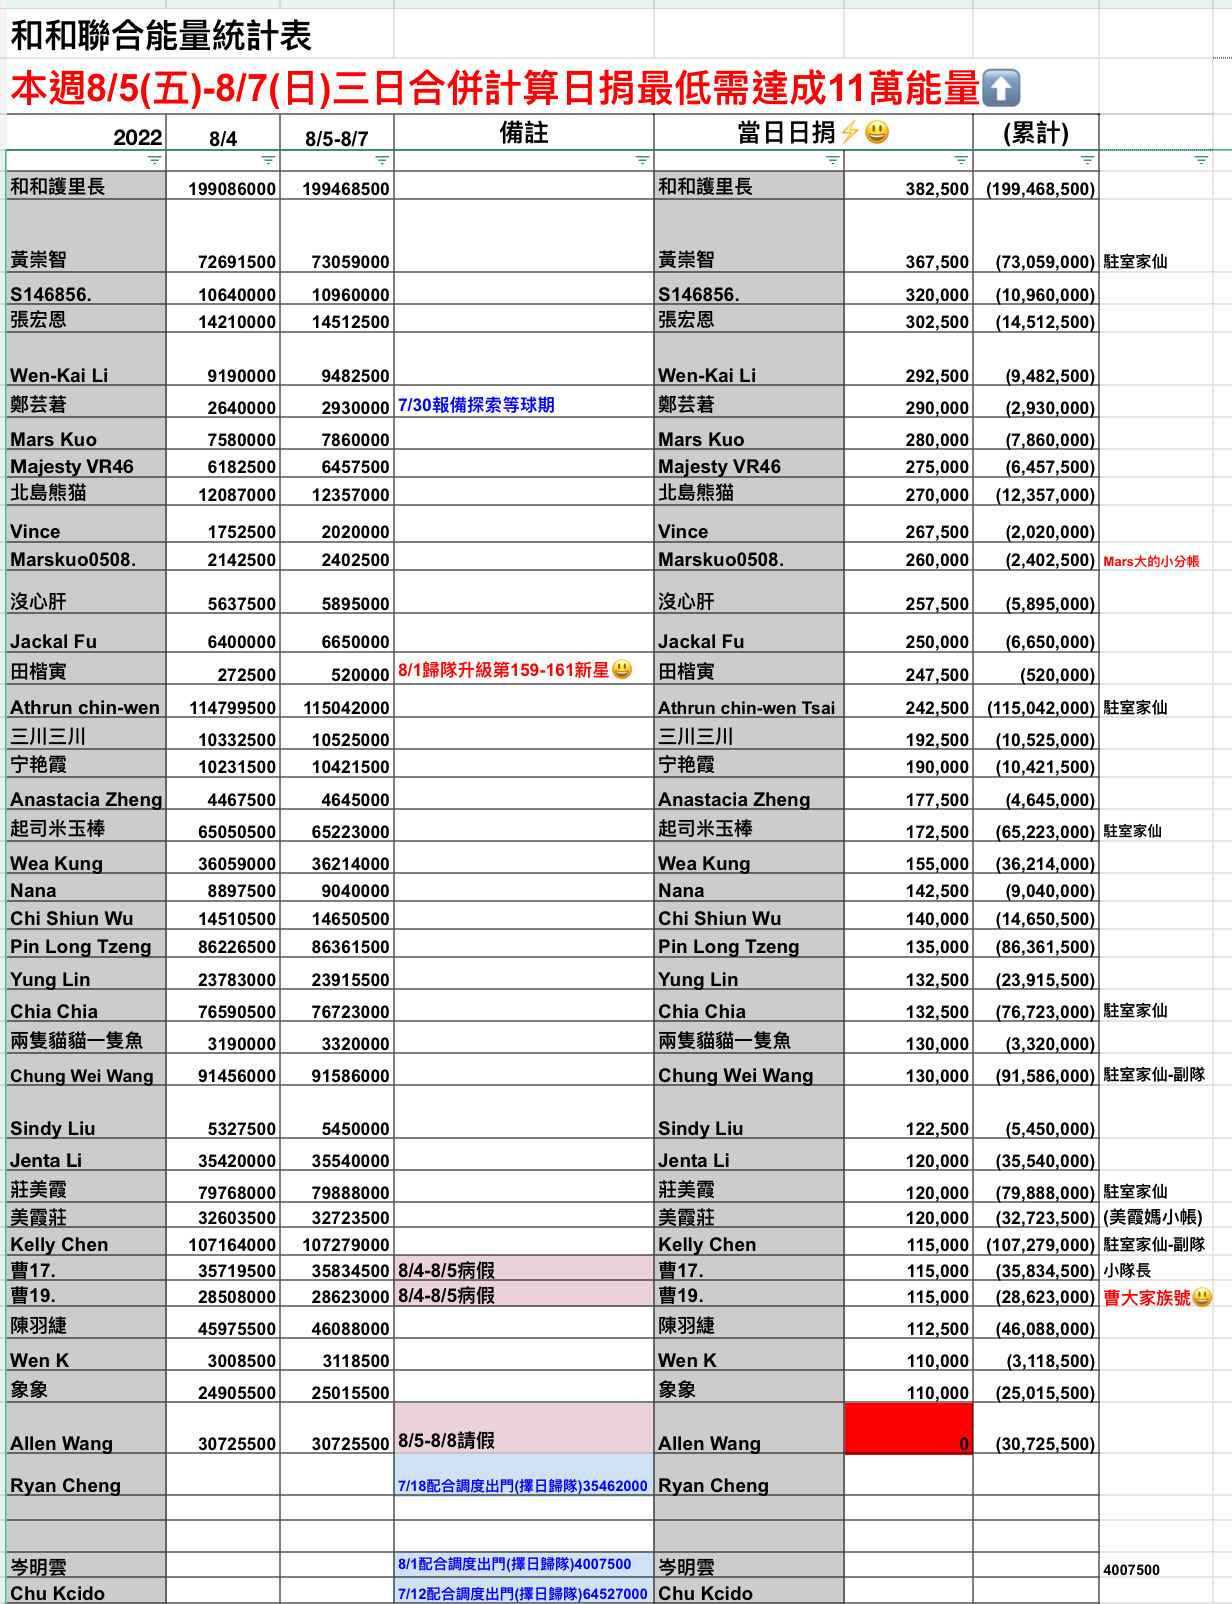 和和聯合能量統計表
本週8/5(五)-8/7(日)三日合併計算日捐最低需達成11萬能量⬆️
2022 8/4 8/5-8/7 備註 當日日捐⚡😃 (累計)
和和護里長 199086000 199468500 和和護里長 382,500 (199,468,500)
黃崇智 72691500 73059000 黃崇智 367,500 (73,059,000) 駐室家仙
S146856. 10640000 10960000 S146856. 320,000 (10,960,000)
張宏恩 14210000 14512500 張宏恩 302,500 (14,512,500)
Wen-Kai Li 9190000 9482500 Wen-Kai Li 292,500 (9,482,500)
鄭芸莙 2640000 2930000 7/30報備探索等球期 鄭芸莙 290,000 (2,930,000)
Mars Kuo 7580000 7860000 Mars Kuo 280,000 (7,860,000)
Majesty VR46 6182500 6457500 Majesty VR46 275,000 (6,457,500)
北島熊猫 12087000 12357000 北島熊猫 270,000 (12,357,000)
Vince 1752500 2020000 Vince 267,500 (2,020,000)
Marskuo0508. 2142500 2402500 Marskuo0508. 260,000 (2,402,500) Mars大的小分帳
沒心肝 5637500 5895000 沒心肝 257,500 (5,895,000)
Jackal Fu 6400000 6650000 Jackal Fu 250,000 (6,650,000)
田楷寅 272500 520000 8/1歸隊升級第159-161新星😃 田楷寅 247,500 (520,000)
Athrun chin-wen 114799500 115042000 Athrun chin-wen Tsai 242,500 (115,042,000) 駐室家仙
三川三川 10332500 10525000 三川三川 192,500 (10,525,000)
宁艳霞 10231500 10421500 宁艳霞 190,000 (10,421,500)
Anastacia Zheng 4467500 4645000 Anastacia Zheng 177,500 (4,645,000)
起司米玉棒 65050500 65223000 起司米玉棒 172,500 (65,223,000) 駐室家仙
Wea Kung 36059000 36214000 Wea Kung 155,000 (36,214,000)
Nana 8897500 9040000 Nana 142,500 (9,040,000)
Chi Shiun Wu 14510500 14650500 Chi Shiun Wu 140,000 (14,650,500)
Pin Long Tzeng 86226500 86361500 Pin Long Tzeng 135,000 (86,361,500)
Yung Lin 23783000 23915500 Yung Lin 132,500 (23,915,500)
Chia Chia 76590500 76723000 Chia Chia 132,500 (76,723,000) 駐室家仙
兩隻貓貓一隻魚 3190000 3320000 兩隻貓貓一隻魚 130,000 (3,320,000)
Chung Wei Wang 91456000 91586000 Chung Wei Wang 130,000 (91,586,000) 駐室家仙-副隊
Sindy Liu 5327500 5450000 Sindy Liu 122,500 (5,450,000)
Jenta Li 35420000 35540000 Jenta Li 120,000 (35,540,000)
莊美霞 79768000 79888000 莊美霞 120,000 (79,888,000) 駐室家仙
美霞莊 32603500 32723500 美霞莊 120,000 (32,723,500) (美霞媽小帳)
Kelly Chen 107164000 107279000 Kelly Chen 115,000 (107,279,000) 駐室家仙-副隊
曹17. 35719500 35834500 8/4-8/5病假 曹17. 115,000 (35,834,500) 小隊長
曹19. 28508000 28623000 8/4-8/5病假 曹19. 115,000 (28,623,000) 曹大家族號😃
陳羽緁 45975500 46088000 陳羽緁 112,500 (46,088,000)
Wen K 3008500 3118500 Wen K 110,000 (3,118,500)
象象 24905500 25015500 象象 110,000 (25,015,500)
Allen Wang 30725500 30725500 8/5-8/8請假 Allen Wang 0 (30,725,500)
Ryan Cheng 7/18配合調度出門(擇日歸隊)35462000 Ryan Cheng
岑明雲 8/1配合調度出門(擇日歸隊)4007500 岑明雲 4007500
Chu Kcido 7/12配合調度出門(擇日歸隊)64527000 Chu Kcido